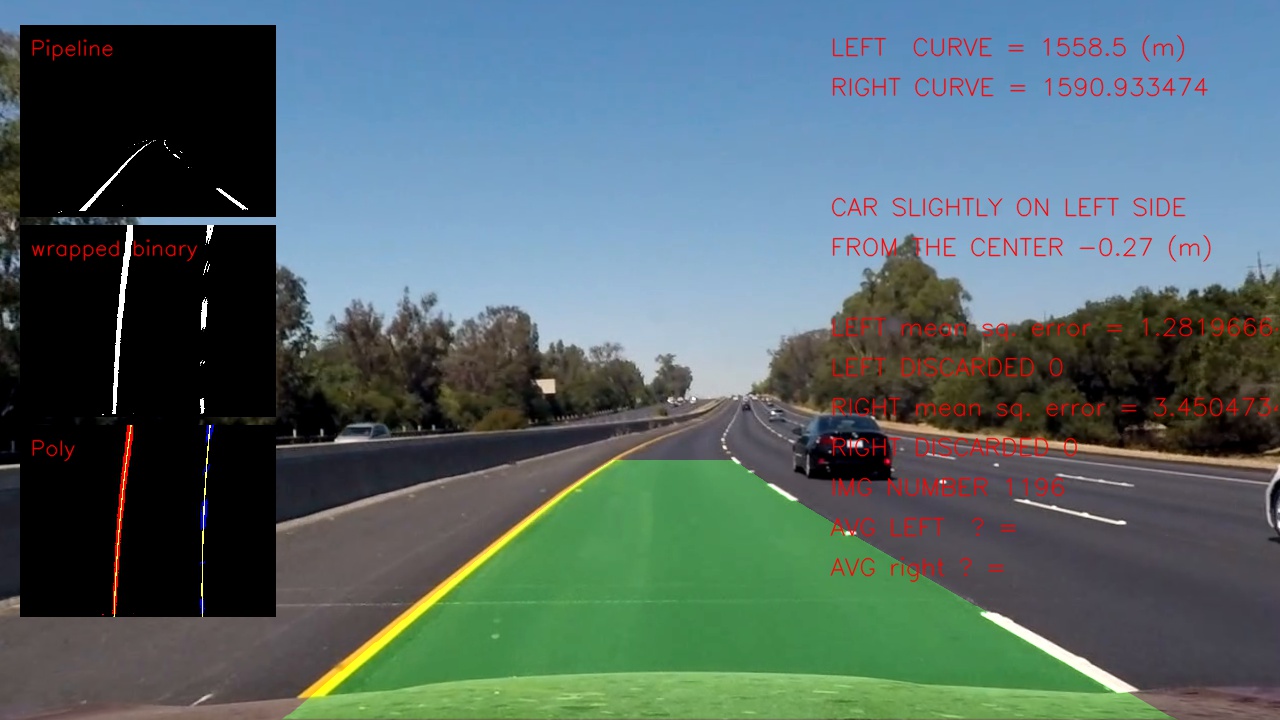 Pipeline
wrapped binary
Poly
LEFT CURVE = 1558.5 (m)
RIGHT CURVE = 1590.933474
CAR SLIGHTLY ON LEFT SIDE
FROM THE CENTER -0.27 (m)
LEFT mean sq. error = 1.2819666
LEFT DISCARDED 0
RIGHT mean sq. error = 3.450473
RIGHT DISCARDED 0
IMG NUMBER 1196
AVG LEFT ? =
AVG right ? =